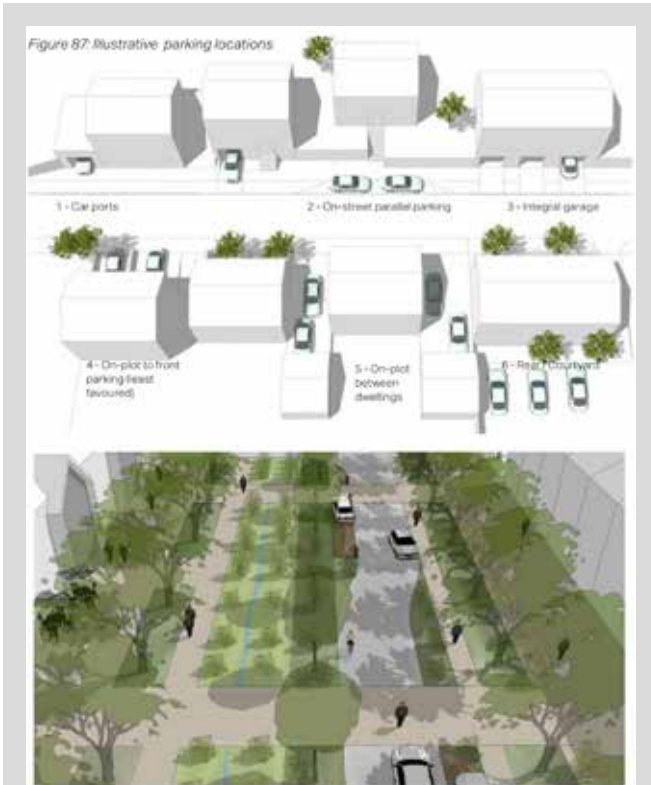 Figure 87: Illustrative parking locations
1 - Car ports
2 - On-street parallel parking
3 - Integral garage
4 - On-plot to front
parking (least
favoured)
5 - On-plot
between
dwellings
6 - Rear / Courtyard